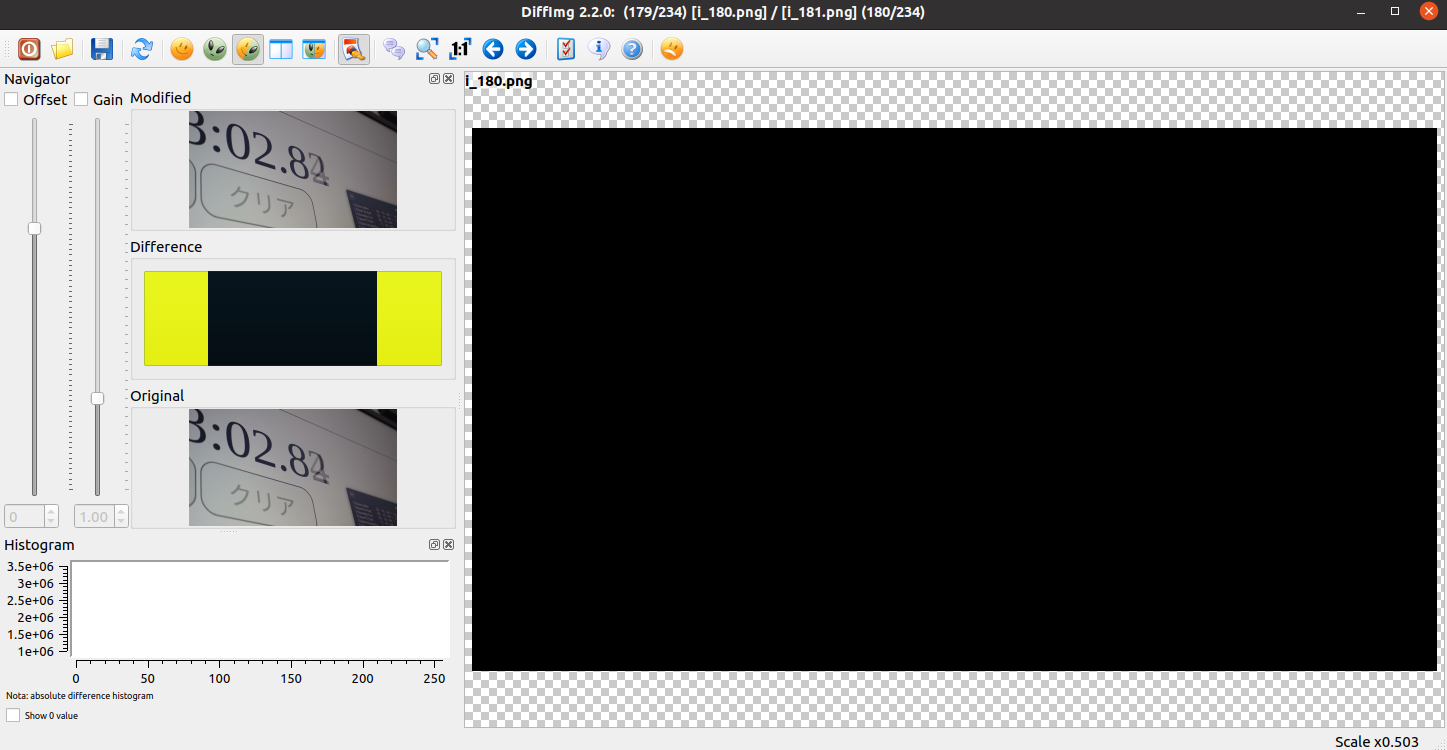 DiffImg 2.2.0:  (179/234) [i_180.png] / [i_181.png] (180/234)
1:1
Navigator
Offset
Gain
Modified
3:02.84
クリア
Difference
Original
3:02.84
クリア
0
1.00
Histogram
3.5e+06
3e+06
2.5e+06
2e+06
1.5e+06
1e+06
0 50 100 150 200 250
Nota: absolute difference histogram
Show 0 value
i_180.png
Scale x0.503